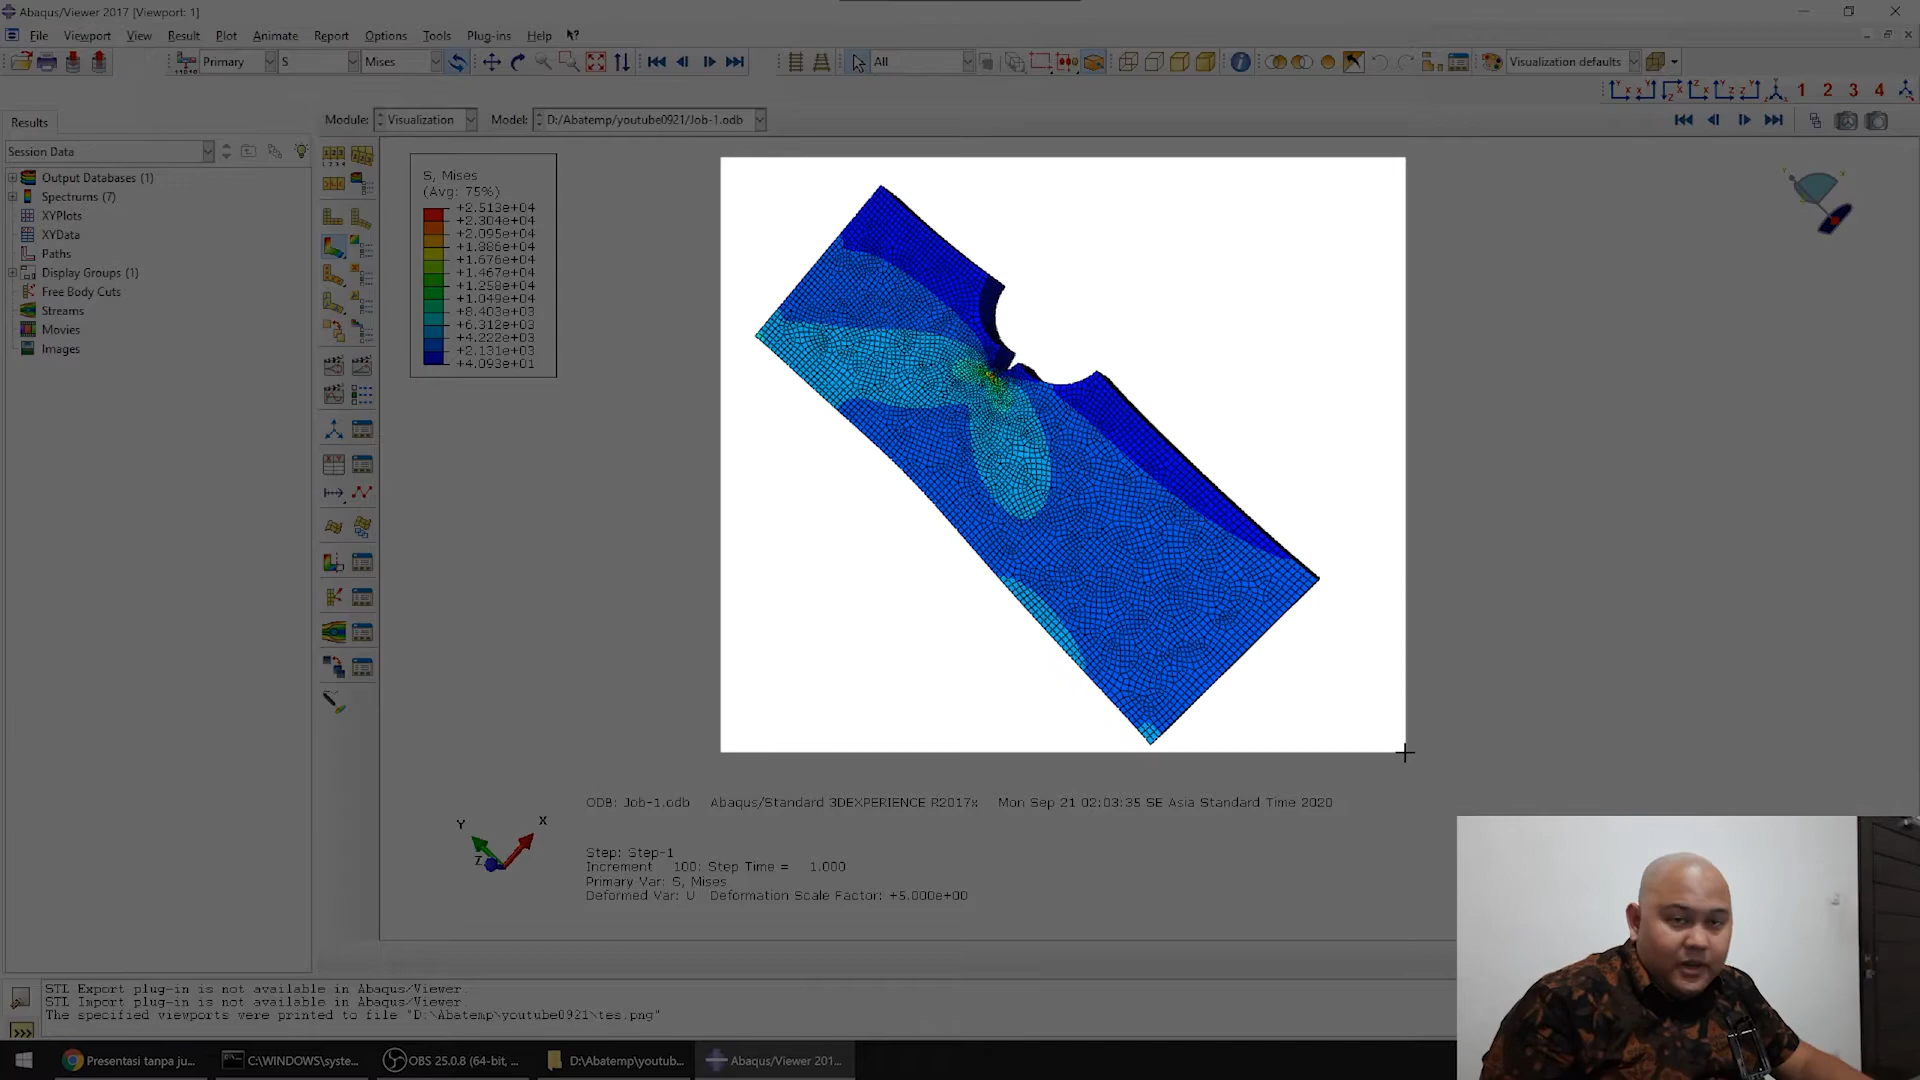 Abaqus/Viewer 2017 [Viewport: 1]
File Viewport View Result Plot Animate Report Options Tools Plug-ins Help
Primary S Mises All Visualization defaults
1 2 3 4
Results
Module: Visualization Model: D:/Abatemp/youtube0921/Job-1.odb
Session Data
Output Databases (1)
Spectrums (7)
XYPlots
XYData
Paths
Display Groups (1)
Free Body Cuts
Streams
Movies
Images
S, Mises
(Avg: 75%)
+2.513e+04
+2.304e+04
+2.095e+04
+1.886e+04
+1.676e+04
+1.467e+04
+1.258e+04
+1.049e+04
+8.403e+03
+6.312e+03
+4.222e+03
+2.131e+03
+4.093e+01
ODB: Job-1.odb Abaqus/Standard 3DEXPERIENCE R2017x Mon Sep 21 02:03:35 SE Asia Standard Time 2020
Y X
Z
Step: Step-1
Increment 100: Step Time = 1.000
Primary Var: S, Mises
Deformed Var: U Deformation Scale Factor: +5.000e+00
STL Export plug-in is not available in Abaqus/Viewer.
STL Import plug-in is not available in Abaqus/Viewer.
The specified viewports were printed to file "D:\Abatemp\youtube0921\tes.png"
>>>
Presentasi tanpa ju... C:\WINDOWS\syste... OBS 25.0.8 (64-bit, ... D:\Abatemp\youtub... Abaqus/Viewer 201...